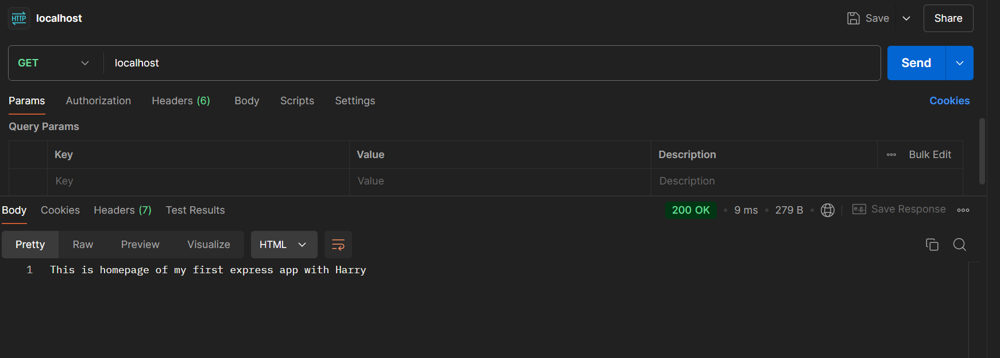 HTTP localhost Save Share
GET localhost Send
Params Authorization Headers (6) Body Scripts Settings Cookies
Query Params
Key Value Description Bulk Edit
Key Value Description
Body Cookies Headers (7) Test Results 200 OK • 9 ms • 279 B • e.g. Save Response
Pretty Raw Preview Visualize HTML
1 This is homepage of my first express app with Harry